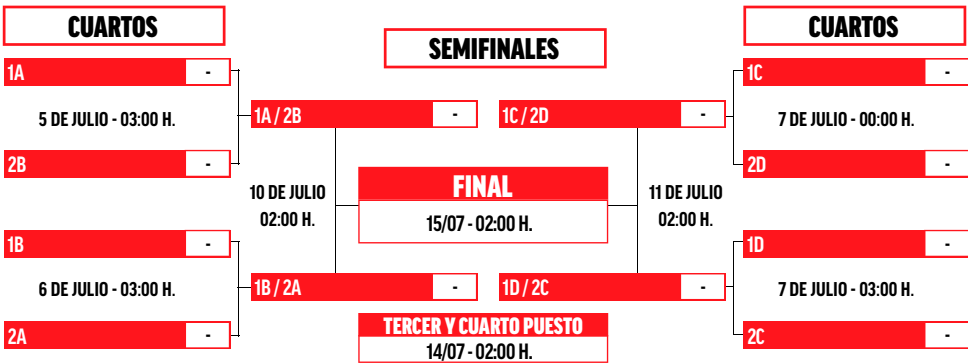 CUARTOS
SEMIFINALES
CUARTOS
1A -
5 DE JULIO - 03:00 H.
2B -
1B -
6 DE JULIO - 03:00 H.
2A -
1A / 2B -
10 DE JULIO
02:00 H.
1B / 2A -
FINAL
15/07 - 02:00 H.
TERCER Y CUARTO PUESTO
14/07 - 02:00 H.
1C / 2D -
11 DE JULIO
02:00 H.
1D / 2C -
1C -
7 DE JULIO - 00:00 H.
2D -
1D -
7 DE JULIO - 03:00 H.
2C -